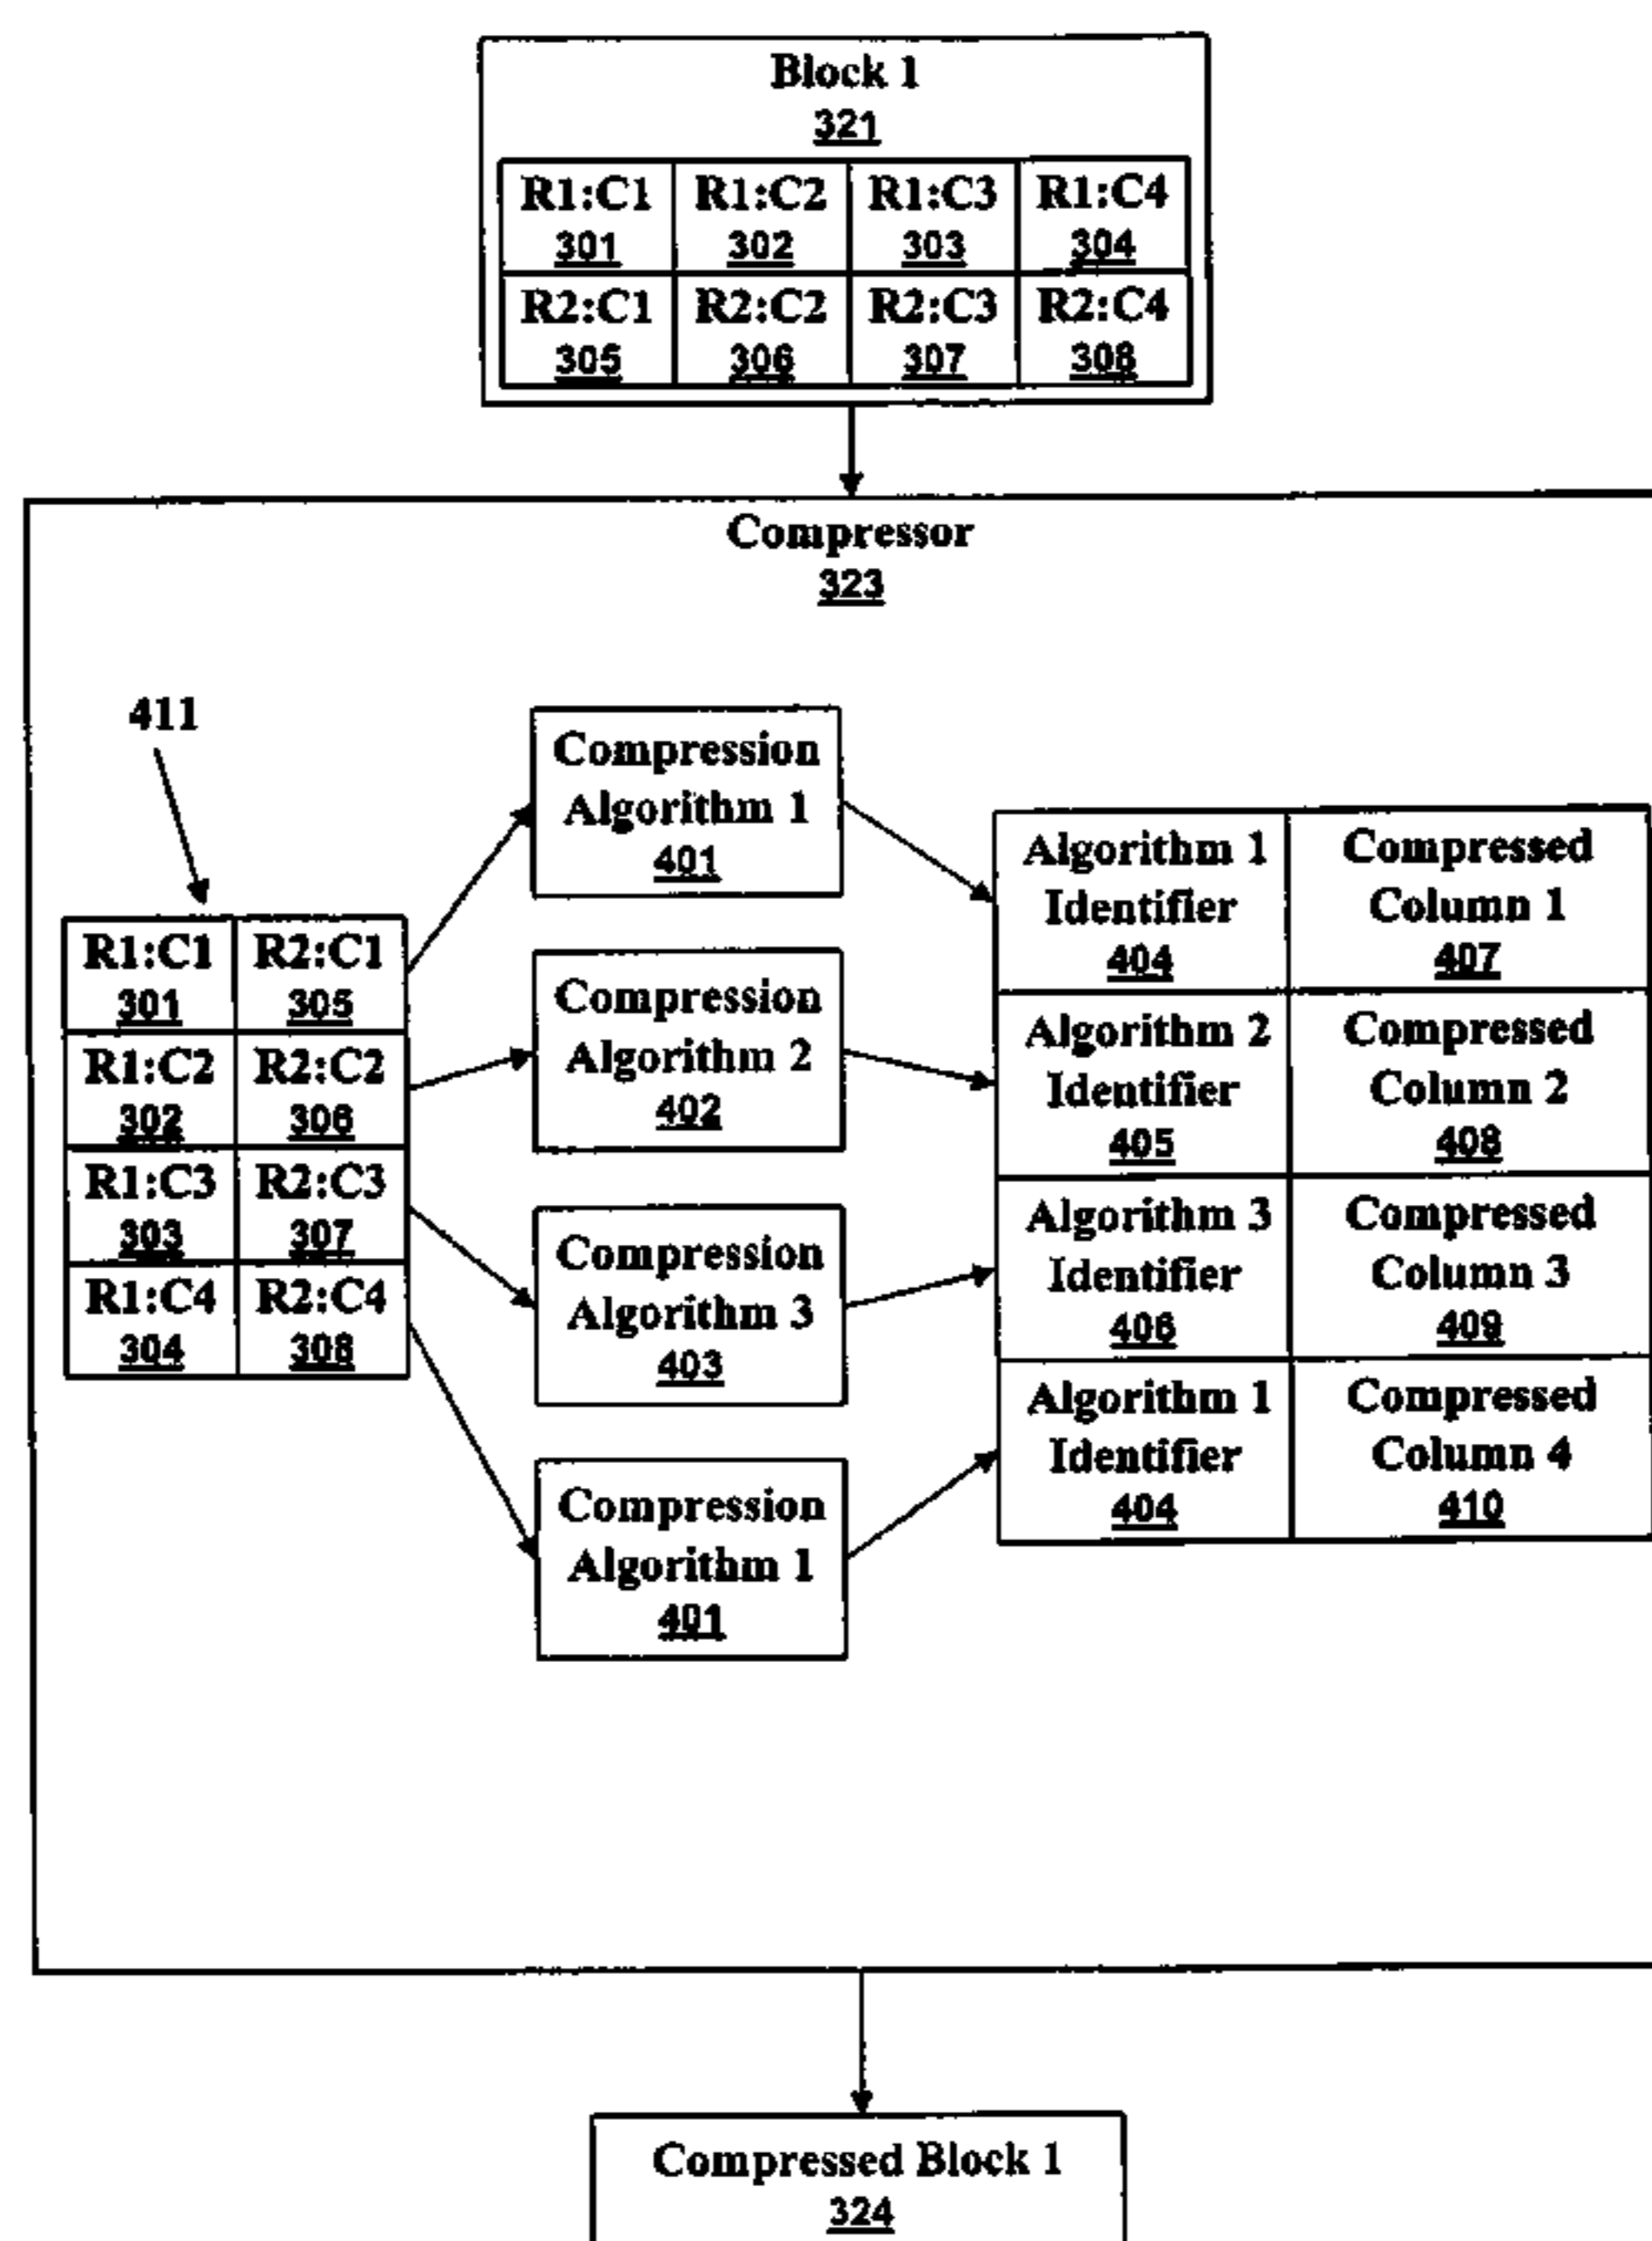 Block 1
321
R1:C1 R1:C2 R1:C3 R1:C4
301 302 303 304
R2:C1 R2:C2 R2:C3 R2:C4
305 306 307 308
Compressor
323
411
R1:C1 R2:C1
301 305
R1:C2 R2:C2
302 306
R1:C3 R2:C3
303 307
R1:C4 R2:C4
304 308
Compression
Algorithm 1
401
Compression
Algorithm 2
402
Compression
Algorithm 3
403
Compression
Algorithm 1
401
Algorithm 1 Compressed
Identifier Column 1
404 407
Algorithm 2 Compressed
Identifier Column 2
405 408
Algorithm 3 Compressed
Identifier Column 3
406 409
Algorithm 1 Compressed
Identifier Column 4
404 410
Compressed Block 1
324